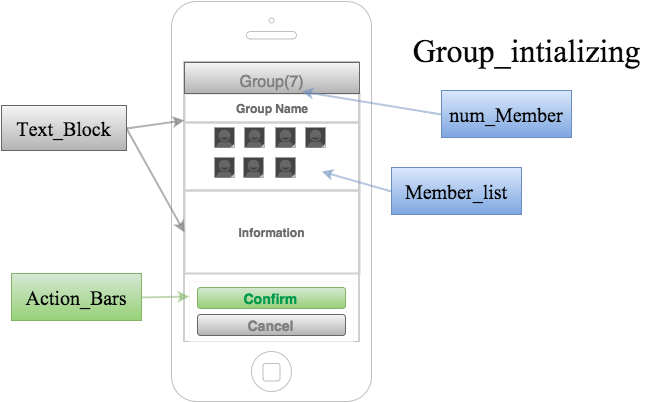 Group_intializing
Group(7)
num_Member
Group Name
Text_Block
Member_list
Information
Action_Bars
Confirm
Cancel